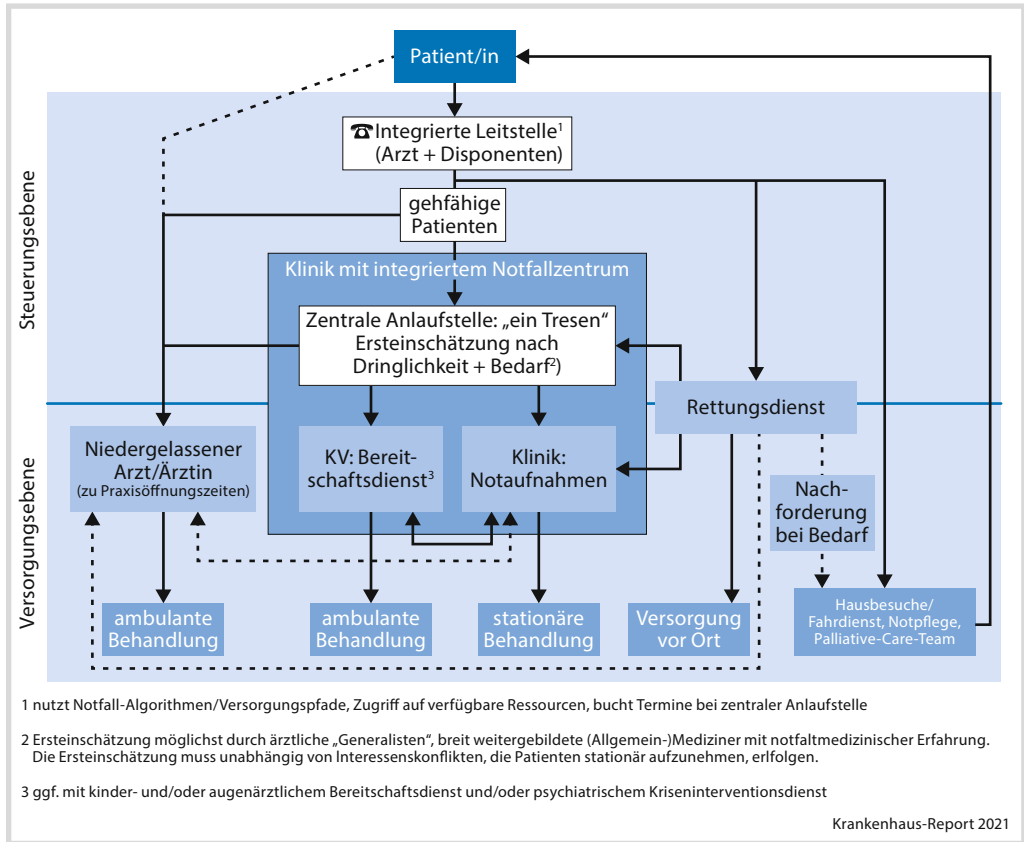 Patient/in
☎Integrierte Leitstelle¹
(Arzt + Disponenten)
gehfähige
Patienten
Steuerungsebene
Klinik mit integriertem Notfallzentrum
Zentrale Anlaufstelle: „ein Tresen“
Ersteinschätzung nach
Dringlichkeit + Bedarf²)
Rettungsdienst
Versorgungsebene
Niedergelassener
Arzt/Ärztin
(zu Praxisöffnungszeiten)
KV: Bereit-
schaftsdienst³
Klinik:
Notaufnahmen
Nach-
forderung
bei Bedarf
ambulante
Behandlung
ambulante
Behandlung
stationäre
Behandlung
Versorgung
vor Ort
Hausbesuche/
Fahrdienst, Notpflege,
Palliative-Care-Team
1 nutzt Notfall-Algorithmen/Versorgungspfade, Zugriff auf verfügbare Ressourcen, bucht Termine bei zentraler Anlaufstelle
2 Ersteinschätzung möglichst durch ärztliche „Generalisten“, breit weitergebildete (Allgemein-)Mediziner mit notfaltmedizinischer Erfahrung.
Die Ersteinschätzung muss unabhängig von Interessenskonflikten, die Patienten stationär aufzunehmen, erlfolgen.
3 ggf. mit kinder- und/oder augenärztlichem Bereitschaftsdienst und/oder psychiatrischem Kriseninterventionsdienst
Krankenhaus-Report 2021